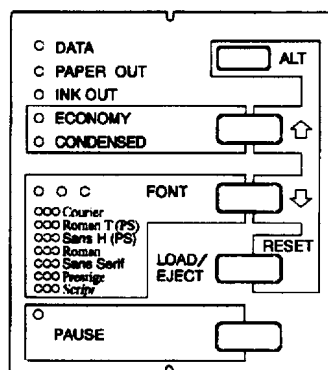 DATA
ALT
PAPER OUT
INK OUT
ECONOMY
CONDENSED
FONT
Courier
Roman T (PS)
Sans H (PS)
Roman
Sans Serif
Prestige
Script
RESET
LOAD/
EJECT
PAUSE